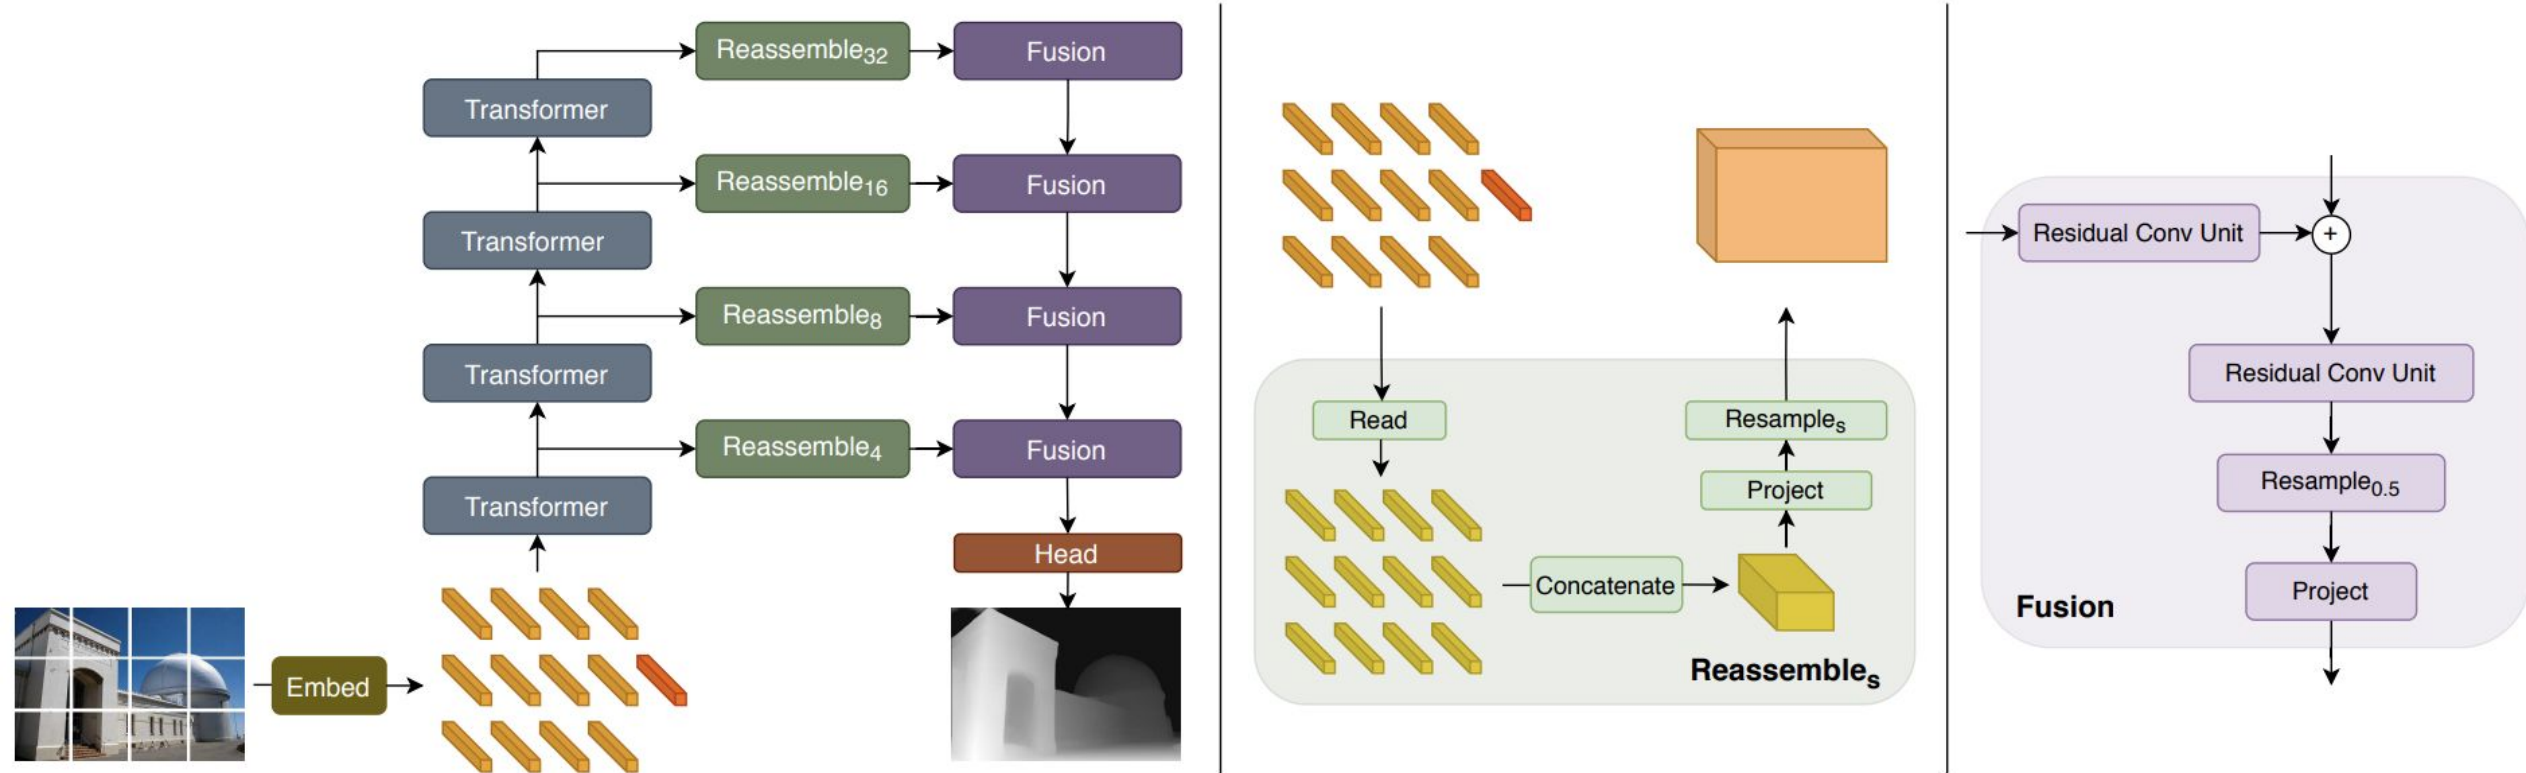 Reassemble32
Fusion
Transformer
Reassemble16
Fusion
Transformer
Reassemble8
Fusion
Transformer
Reassemble4
Fusion
Transformer
Head
Embed
Read
Resamples
Project
Concatenate
Reassembles
Residual Conv Unit
+
Residual Conv Unit
Resample0.5
Project
Fusion